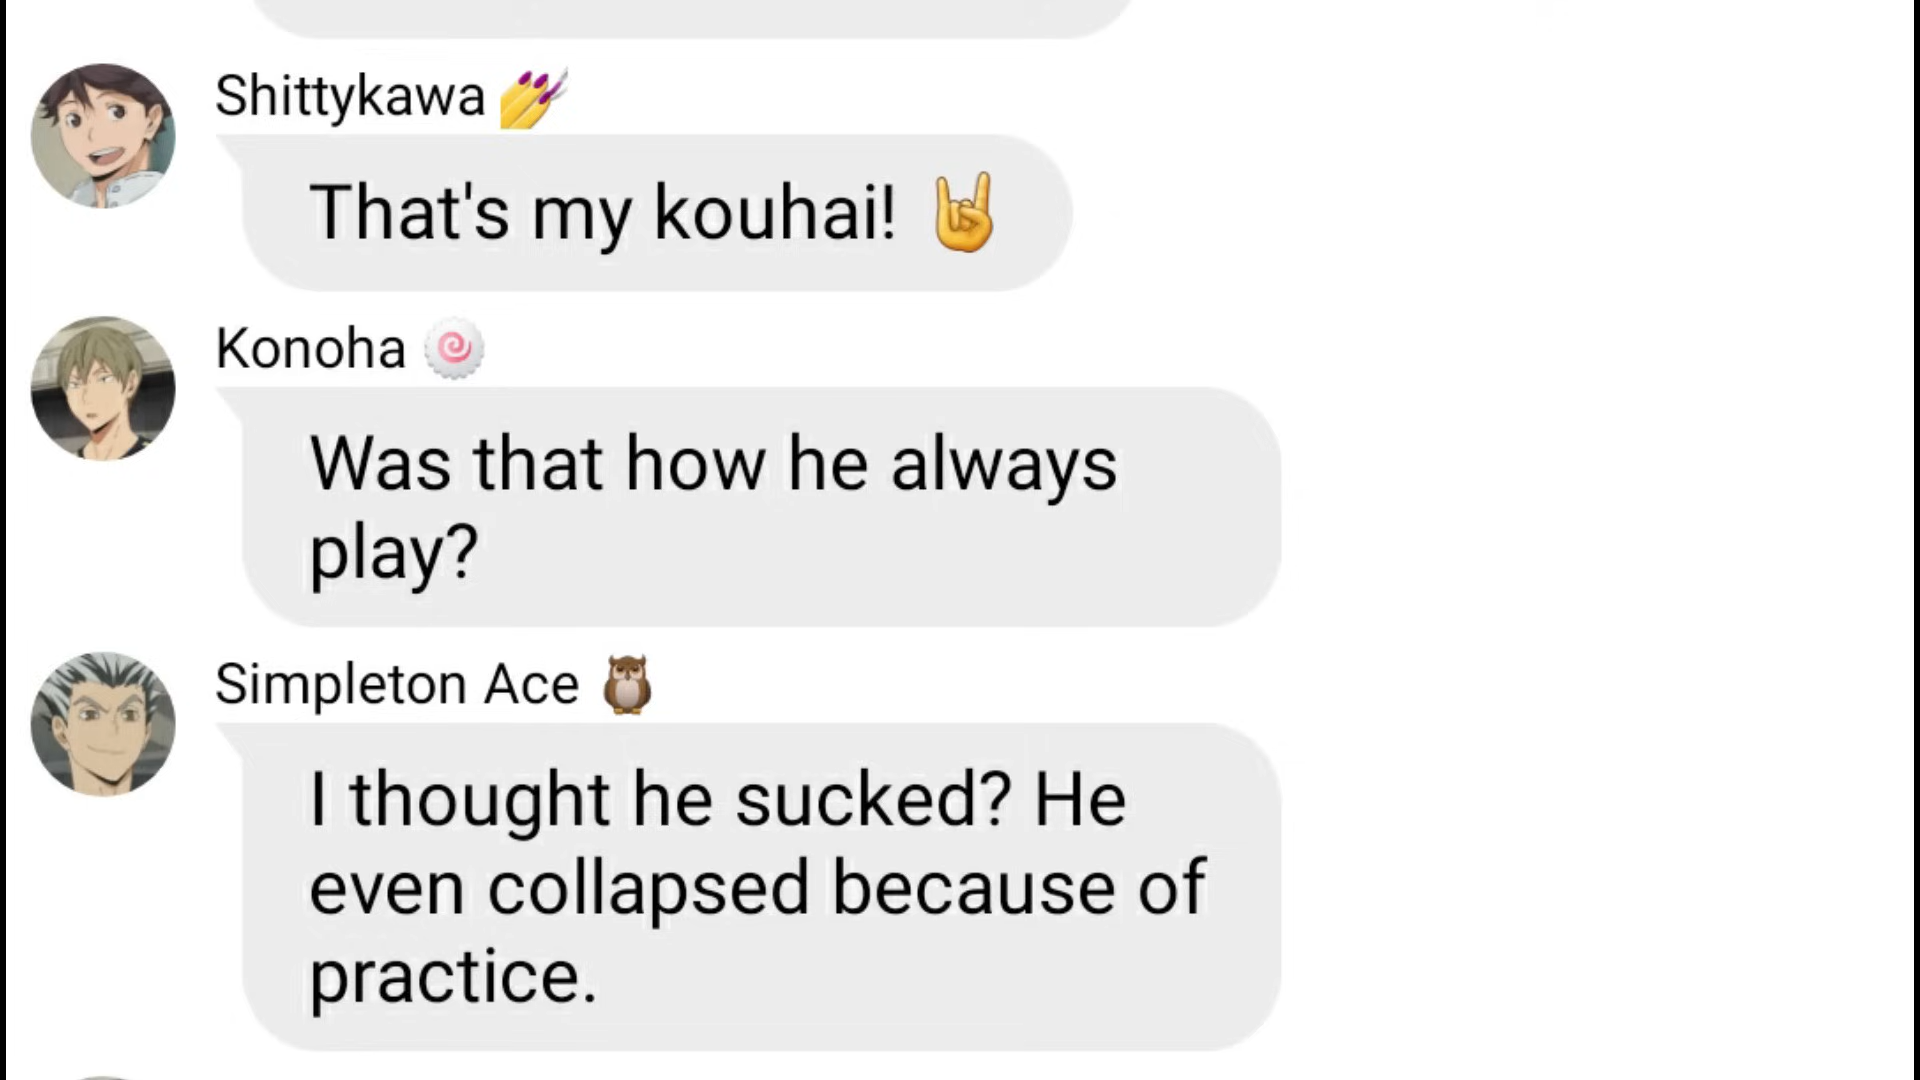 Shittykawa 💅
That's my kouhai! 🤘
Konoha 🍥
Was that how he always
play?
Simpleton Ace 🦉
I thought he sucked? He
even collapsed because of
practice.